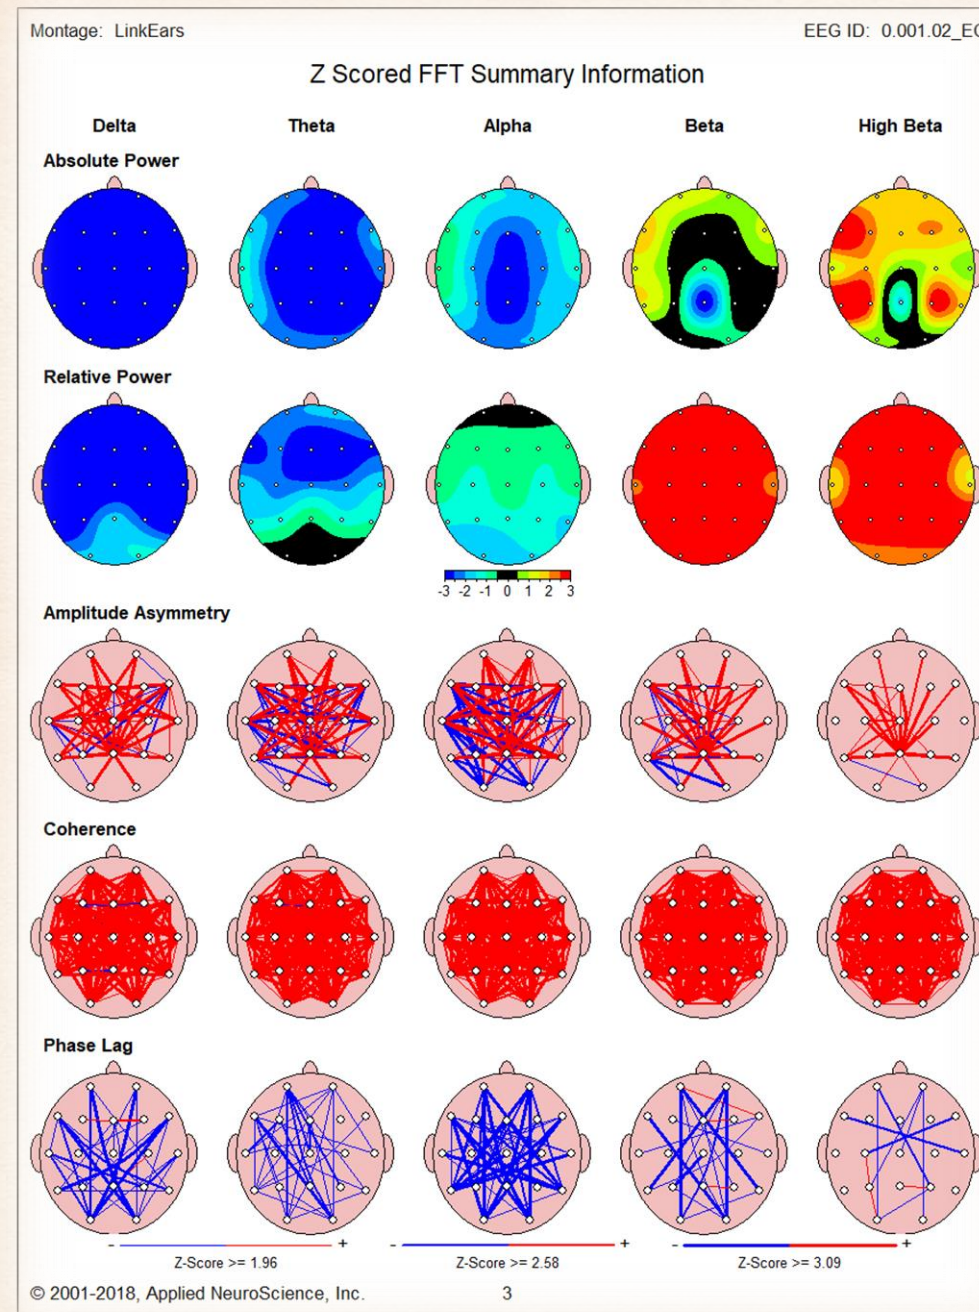 Montage: LinkEars
EEG ID: 0.001.02_EC
Z Scored FFT Summary Information
Delta Theta Alpha Beta High Beta
Absolute Power
Relative Power
-3 -2 -1 0 1 2 3
Amplitude Asymmetry
Coherence
Phase Lag
- + - + - +
Z-Score >= 1.96 Z-Score >= 2.58 Z-Score >= 3.09
© 2001-2018, Applied NeuroScience, Inc. 3